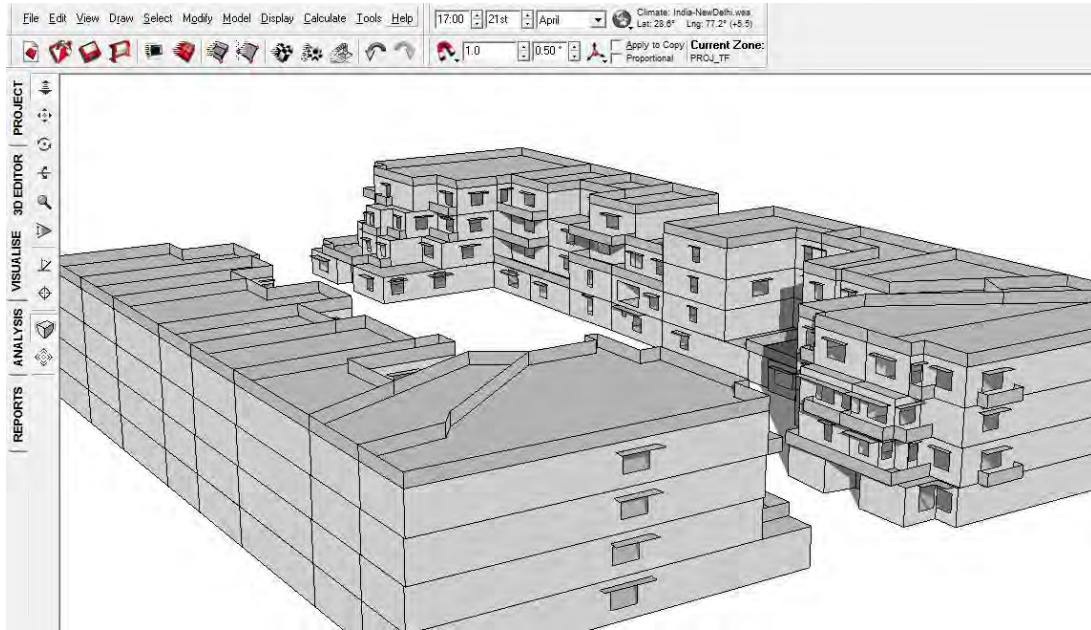 File Edit View Draw Select Modify Model Display Calculate Tools Help
17:00 21st April
Climate: India-NewDelhi.wea
Lat: 28.6° Lng: 77.2° (+5.5)
1.0 0.50 °
Apply to Copy
Proportional
Current Zone:
PROJ_TF
PROJECT
3D EDITOR
VISUALISE
ANALYSIS
REPORTS